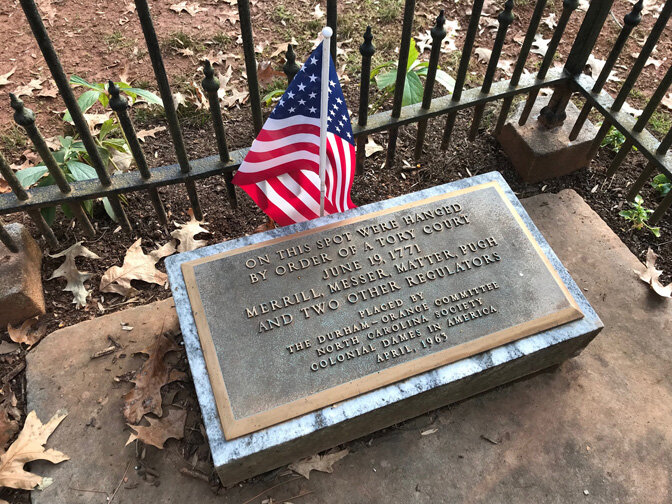 ON THIS SPOT WERE HANGED
BY ORDER OF A TORY COURT
JUNE 19, 1771
MERRILL, MESSER, MATTER, PUGH
AND TWO OTHER REGULATORS
PLACED BY
THE DURHAM-ORANGE COMMITTEE
NORTH CAROLINA SOCIETY
COLONIAL DAMES IN AMERICA
APRIL, 1963